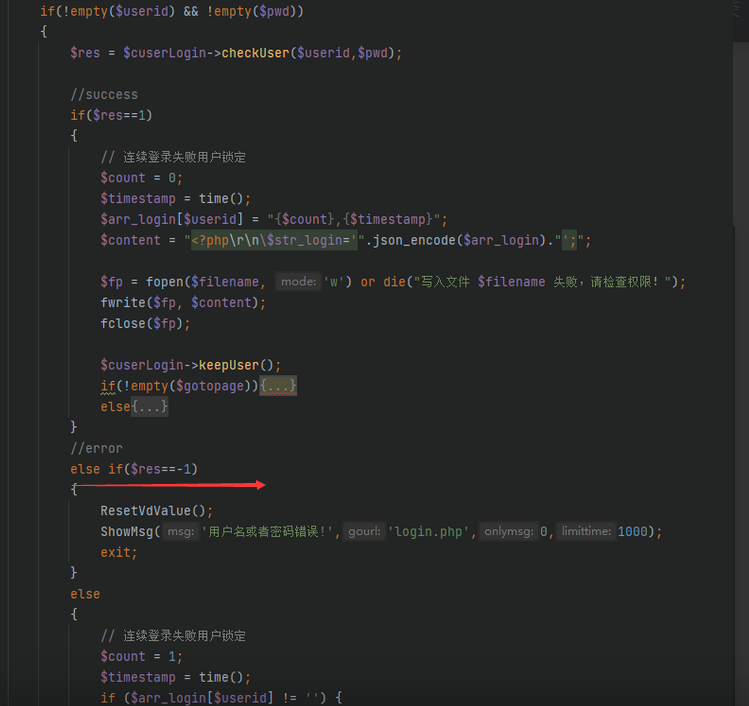 if(!empty($userid) && !empty($pwd))
{
$res = $cuserLogin->checkUser($userid,$pwd);
//success
if($res==1)
{
// 连续登录失败用户锁定
$count = 0;
$timestamp = time();
$arr_login[$userid] = "{$count},{$timestamp}";
$content = "<?php\r\n\$str_login='".json_encode($arr_login)."';";
$fp = fopen($filename, mode: 'w') or die("写入文件 $filename 失败，请检查权限！");
fwrite($fp, $content);
fclose($fp);
$cuserLogin->keepUser();
if(!empty($gotopage)){...}
else{...}
}
//error
else if($res==-1)
{
ResetVdValue();
ShowMsg( msg: '用户名或者密码错误!', gourl: 'login.php', onlymsg: 0, limittime: 1000);
exit;
}
else
{
// 连续登录失败用户锁定
$count = 1;
$timestamp = time();
if ($arr_login[$userid] != '') {